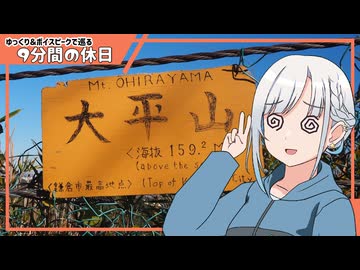 ゆっくり&ボイスピークで巡る
9分間の休日
Mt. OHIRAYAMA
大平山
<海抜 159.2 M
(above the s
<鎌倉市最高地点> (Top of